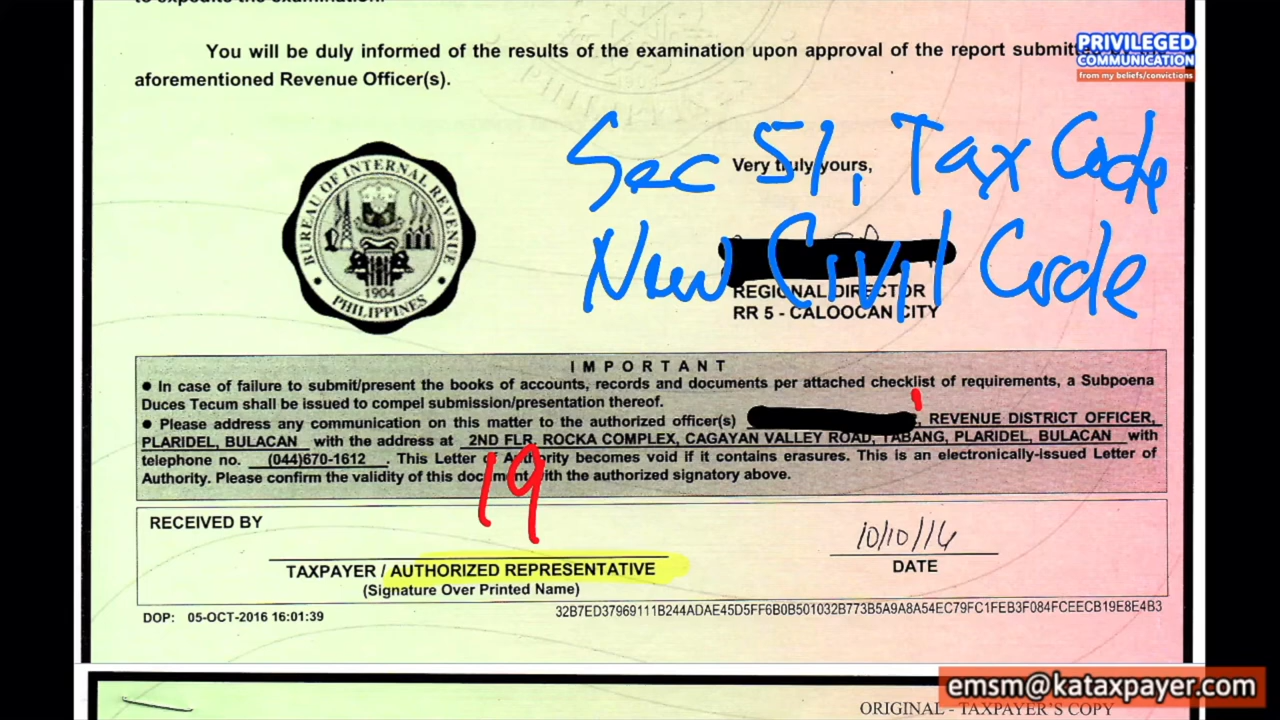 to expedite the examination.
You will be duly informed of the results of the examination upon approval of the report submitted by the
aforementioned Revenue Officer(s).
PRIVILEGED
COMMUNICATION
from my beliefs/convictions
Sec 51, Tax Code
Very truly yours,
New Civil Code
REGIONAL DIRECTOR
RR 5 - CALOOCAN CITY
BUREAU OF INTERNAL REVENUE
1904
PHILIPPINES
IMPORTANT
● In case of failure to submit/present the books of accounts, records and documents per attached checklist of requirements, a Subpoena
Duces Tecum shall be issued to compel submission/presentation thereof.
● Please address any communication on this matter to the authorized officer(s) , REVENUE DISTRICT OFFICER,
PLARIDEL, BULACAN with the address at 2ND FLR, ROCKA COMPLEX, CAGAYAN VALLEY ROAD, TABANG, PLARIDEL, BULACAN with
telephone no. (044)670-1612 . This Letter of Authority becomes void if it contains erasures. This is an electronically-issued Letter of
Authority. Please confirm the validity of this document with the authorized signatory above.
19
RECEIVED BY
10/10/16
TAXPAYER / AUTHORIZED REPRESENTATIVE
(Signature Over Printed Name)
DATE
DOP: 05-OCT-2016 16:01:39
32B7ED37969111B244ADAE45D5FF6B0B501032B773B5A9A8A54EC79FC1FEB3F084FCEECB19E8E4B3
emsm@kataxpayer.com
ORIGINAL - TAXPAYER'S COPY